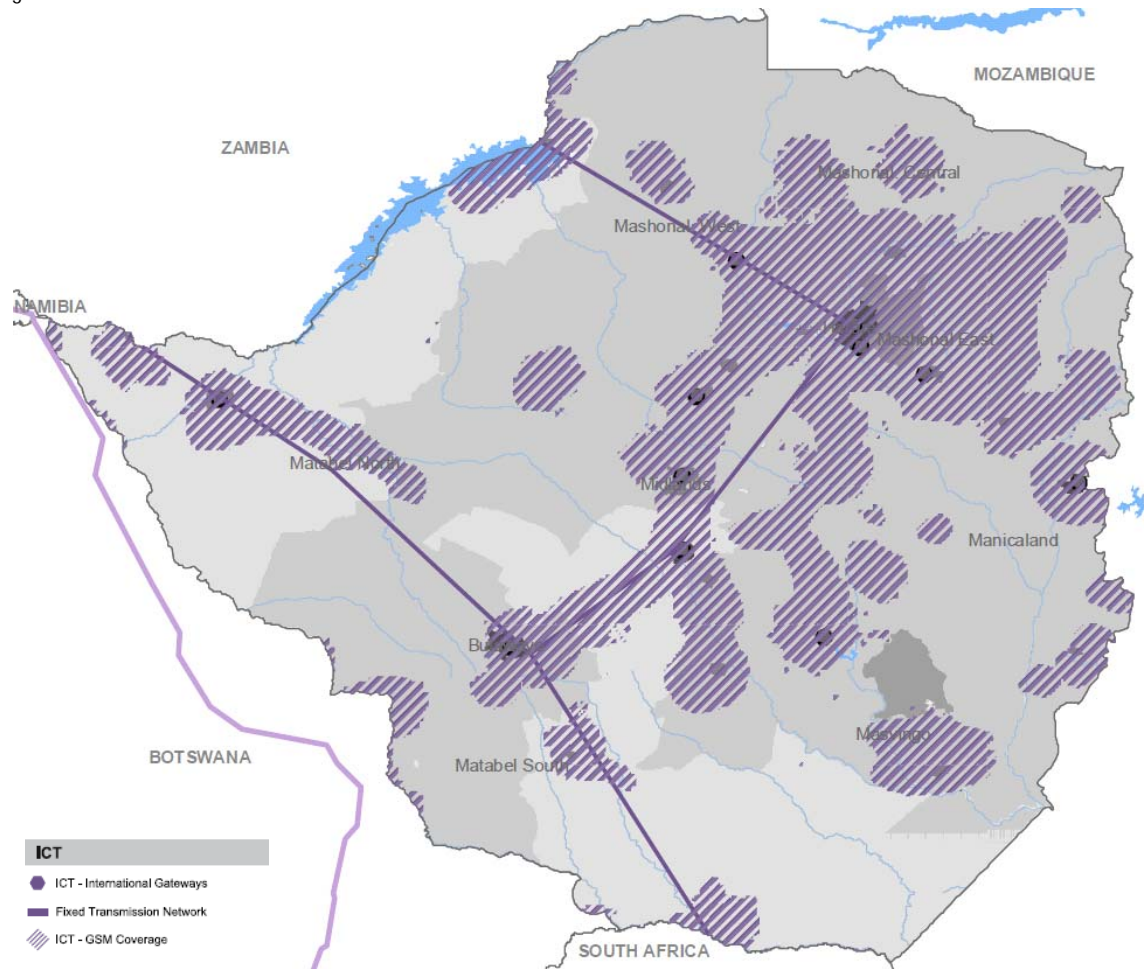 MOZAMBIQUE
ZAMBIA
Mashonal, Central
Mashonal, West
NAMIBIA
Mashonal East
Matabel North
Midlands
Manicaland
Masvingo
BOTSWANA
Matabel South
SOUTH AFRICA
ICT
ICT - International Gateways
Fixed Transmission Network
ICT - GSM Coverage